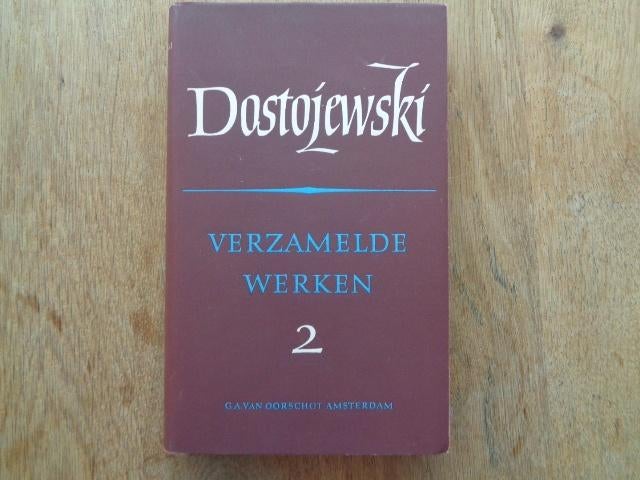 Dostojewski
VERZAMELDE
WERKEN
2
G.A. VAN OORSCHOT AMSTERDAM